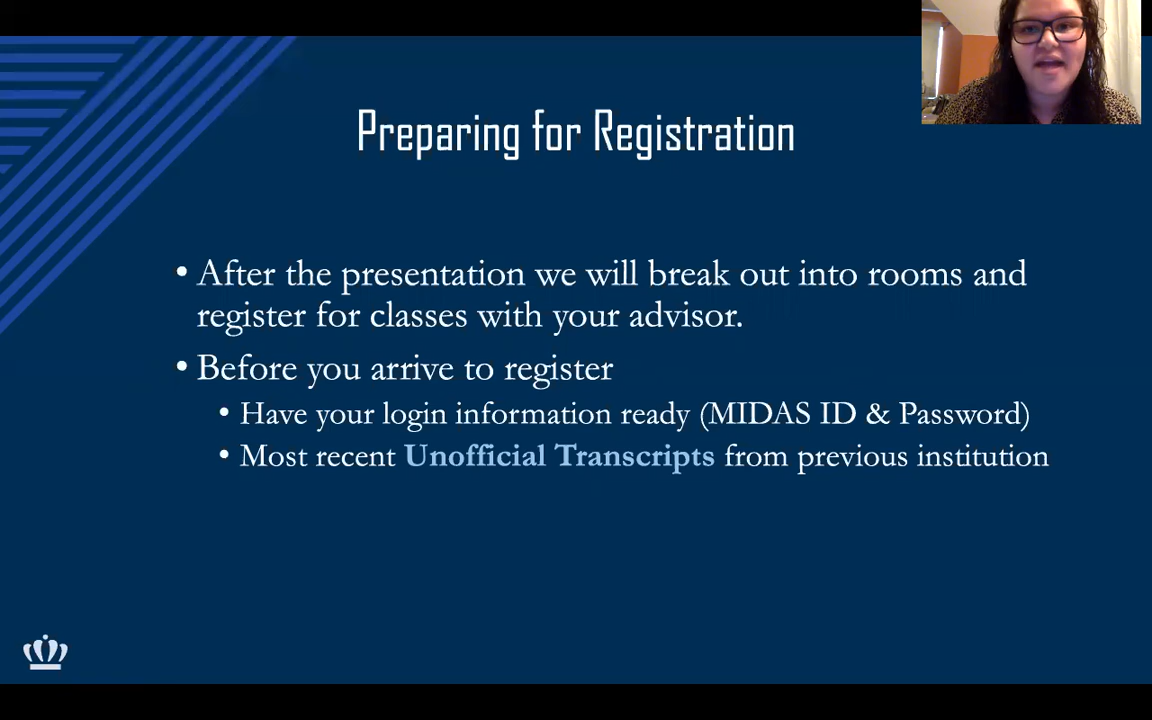 Preparing for Registration
• After the presentation we will break out into rooms and
register for classes with your advisor.
• Before you arrive to register
• Have your login information ready (MIDAS ID & Password)
• Most recent Unofficial Transcripts from previous institution